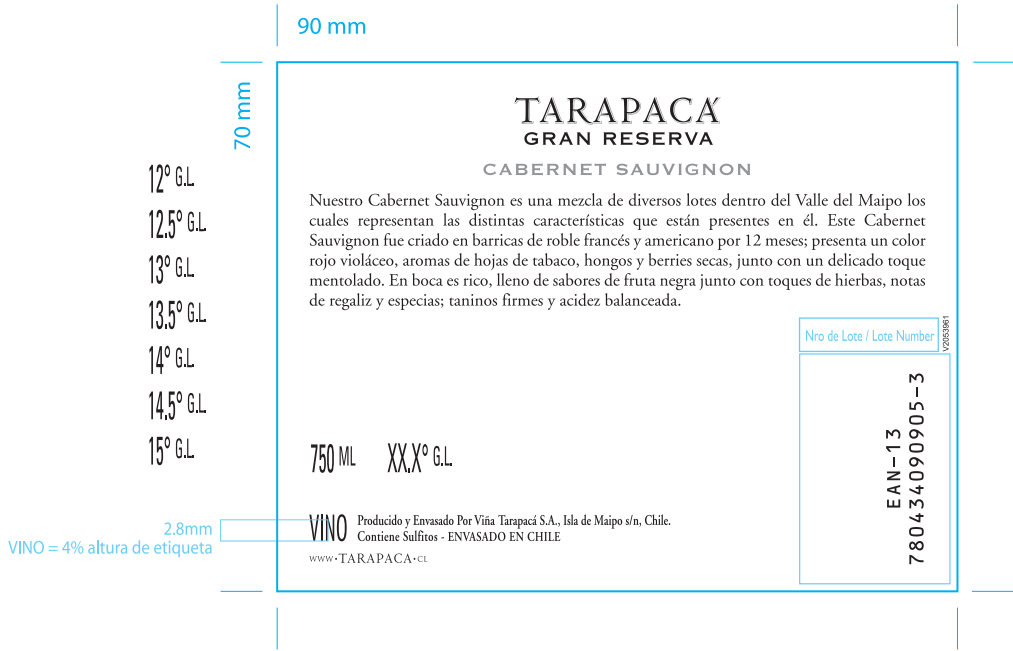 90 mm
70 mm
TARAPACÁ
GRAN RESERVA
CABERNET SAUVIGNON
Nuestro Cabernet Sauvignon es una mezcla de diversos lotes dentro del Valle del Maipo los
cuales representan las distintas características que están presentes en él. Este Cabernet
Sauvignon fue criado en barricas de roble francés y americano por 12 meses; presenta un color
rojo violáceo, aromas de hojas de tabaco, hongos y berries secas, junto con un delicado toque
mentolado. En boca es rico, lleno de sabores de fruta negra junto con toques de hierbas, notas
de regaliz y especias; taninos firmes y acidez balanceada.
12° G.L.
12.5° G.L.
13° G.L.
13.5° G.L.
14° G.L.
14.5° G.L.
15° G.L.
Nro de Lote / Lote Number
V2053961
EAN-13
7804340909053-3
750 ML XX.X° G.L.
2.8mm
VINO = 4% altura de etiqueta
VINO
Producido y Envasado Por Viña Tarapacá S.A., Isla de Maipo s/n, Chile.
Contiene Sulfitos - ENVASADO EN CHILE
WWW·TARAPACA·CL